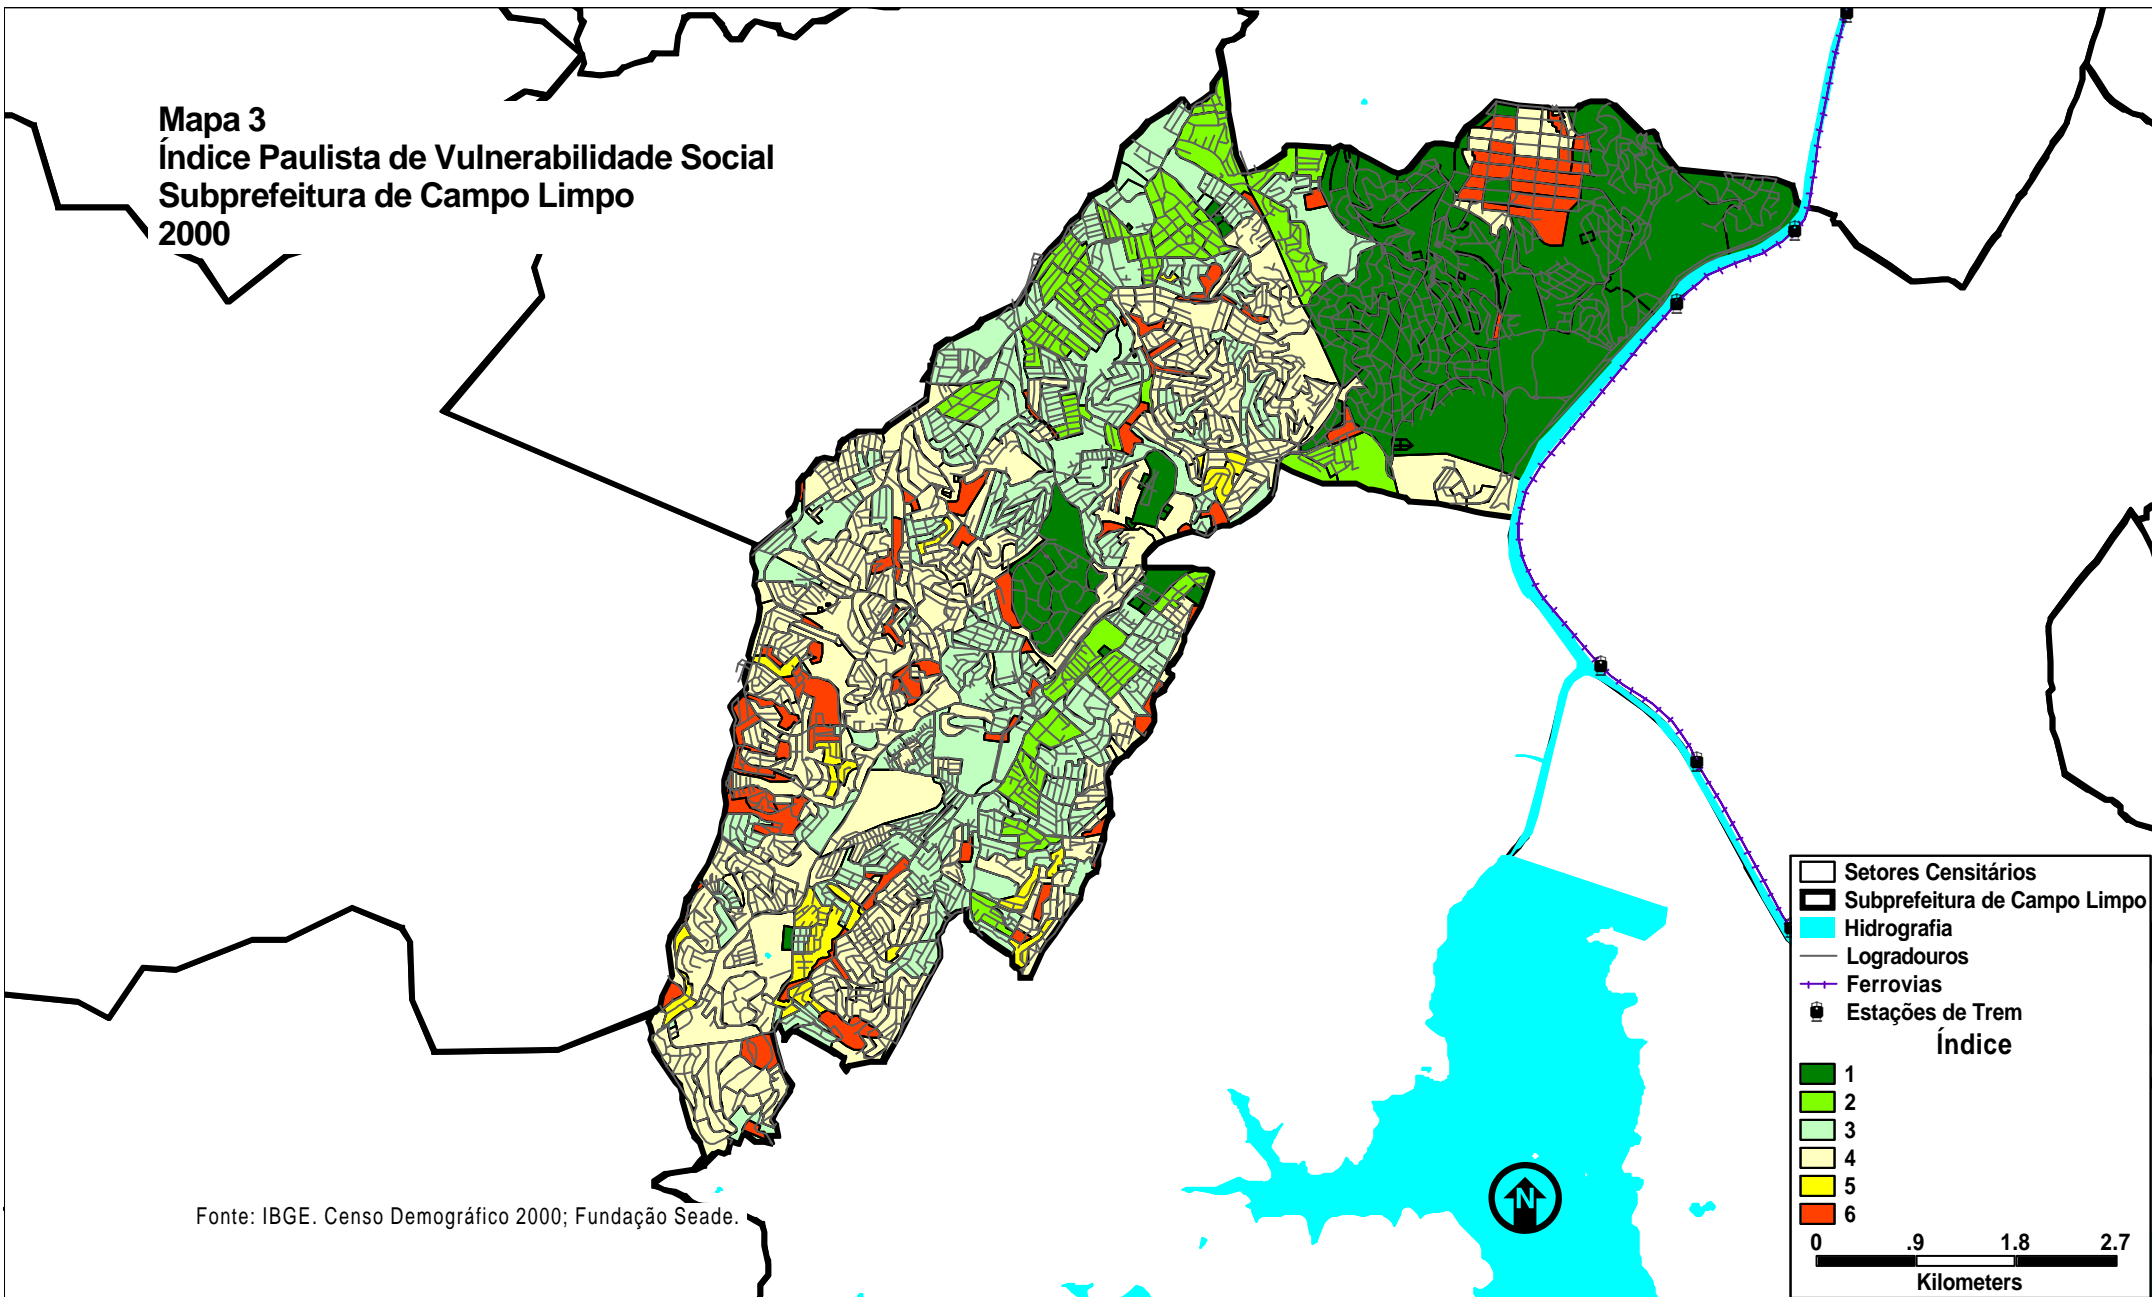 Mapa 3
Índice Paulista de Vulnerabilidade Social
Subprefeitura de Campo Limpo
2000
Setores Censitários
Subprefeitura de Campo Limpo
Hidrografia
Logradouros
Ferrovias
Estações de Trem
Índice
1
2
3
4
5
6
0 .9 1.8 2.7
Kilometers
N
Fonte: IBGE. Censo Demográfico 2000; Fundação Seade.